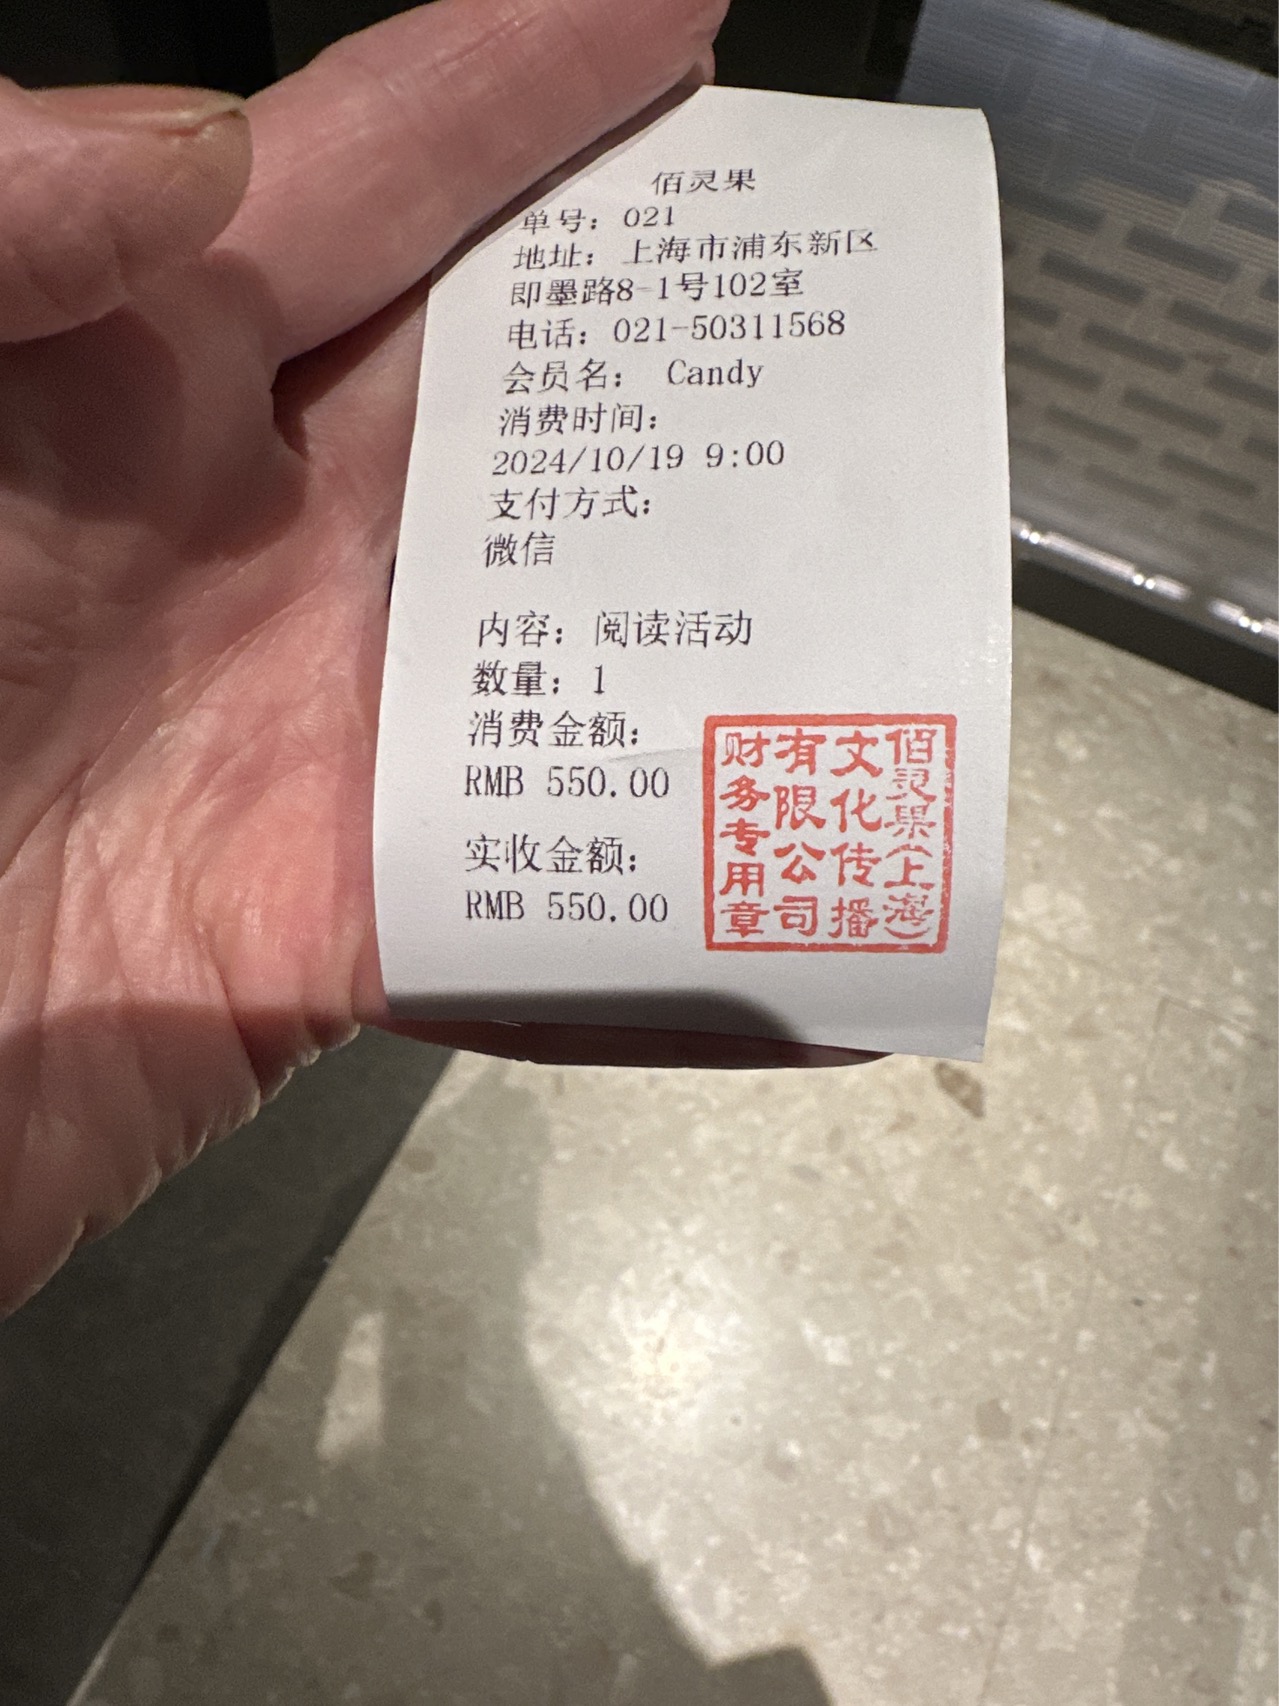 佰灵果
单号：021
地址：上海市浦东新区
即墨路8-1号102室
电话：021-50311568
会员名： Candy
消费时间：
2024/10/19 9:00
支付方式：
微信
内容：阅读活动
数量：1
消费金额：
RMB 550.00
实收金额：
RMB 550.00
佰灵果(上海)
文化传播
有限公司
财务专用章